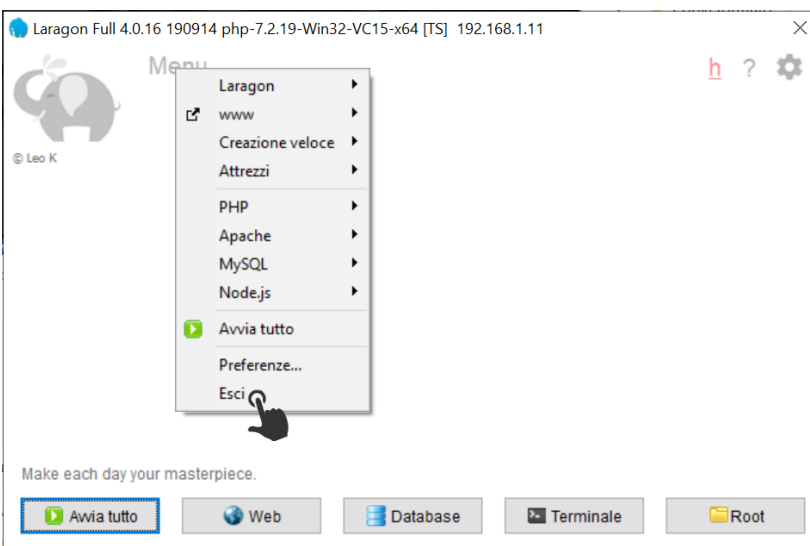 Laragon Full 4.0.16 190914 php-7.2.19-Win32-VC15-x64 [TS] 192.168.1.11
Menu
h ?
© Leo K
Laragon
www
Creazione veloce
Attrezzi
PHP
Apache
MySQL
Node.js
Avvia tutto
Preferenze...
Esci
Make each day your masterpiece.
Avvia tutto Web Database Terminale Root